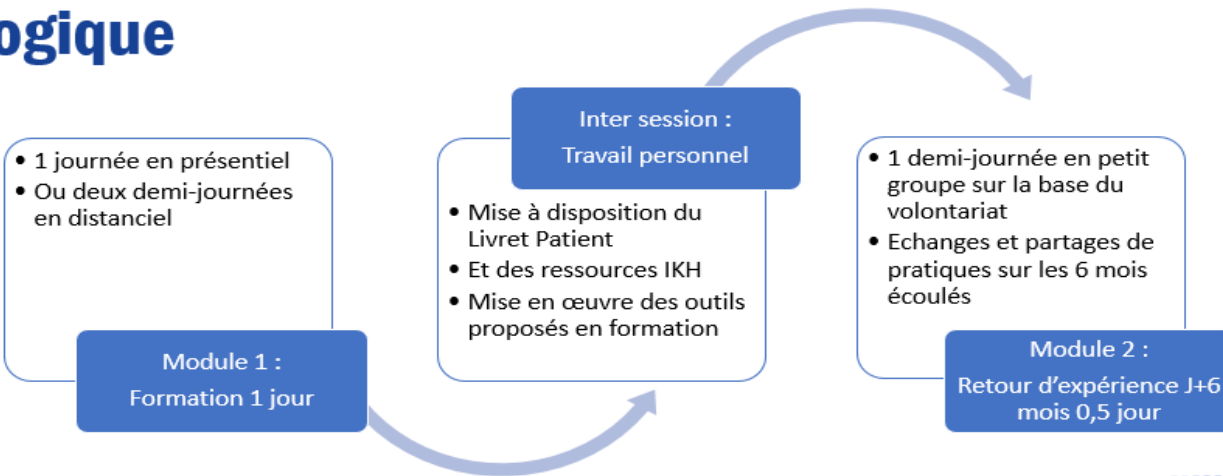 ogique
• 1 journée en présentiel
• Ou deux demi-journées
en distanciel
Module 1 :
Formation 1 jour
Inter session :
Travail personnel
• Mise à disposition du
Livret Patient
• Et des ressources IKH
• Mise en œuvre des outils
proposés en formation
• 1 demi-journée en petit
groupe sur la base du
volontariat
• Echanges et partages de
pratiques sur les 6 mois
écoulés
Module 2 :
Retour d’expérience J+6
mois 0,5 jour